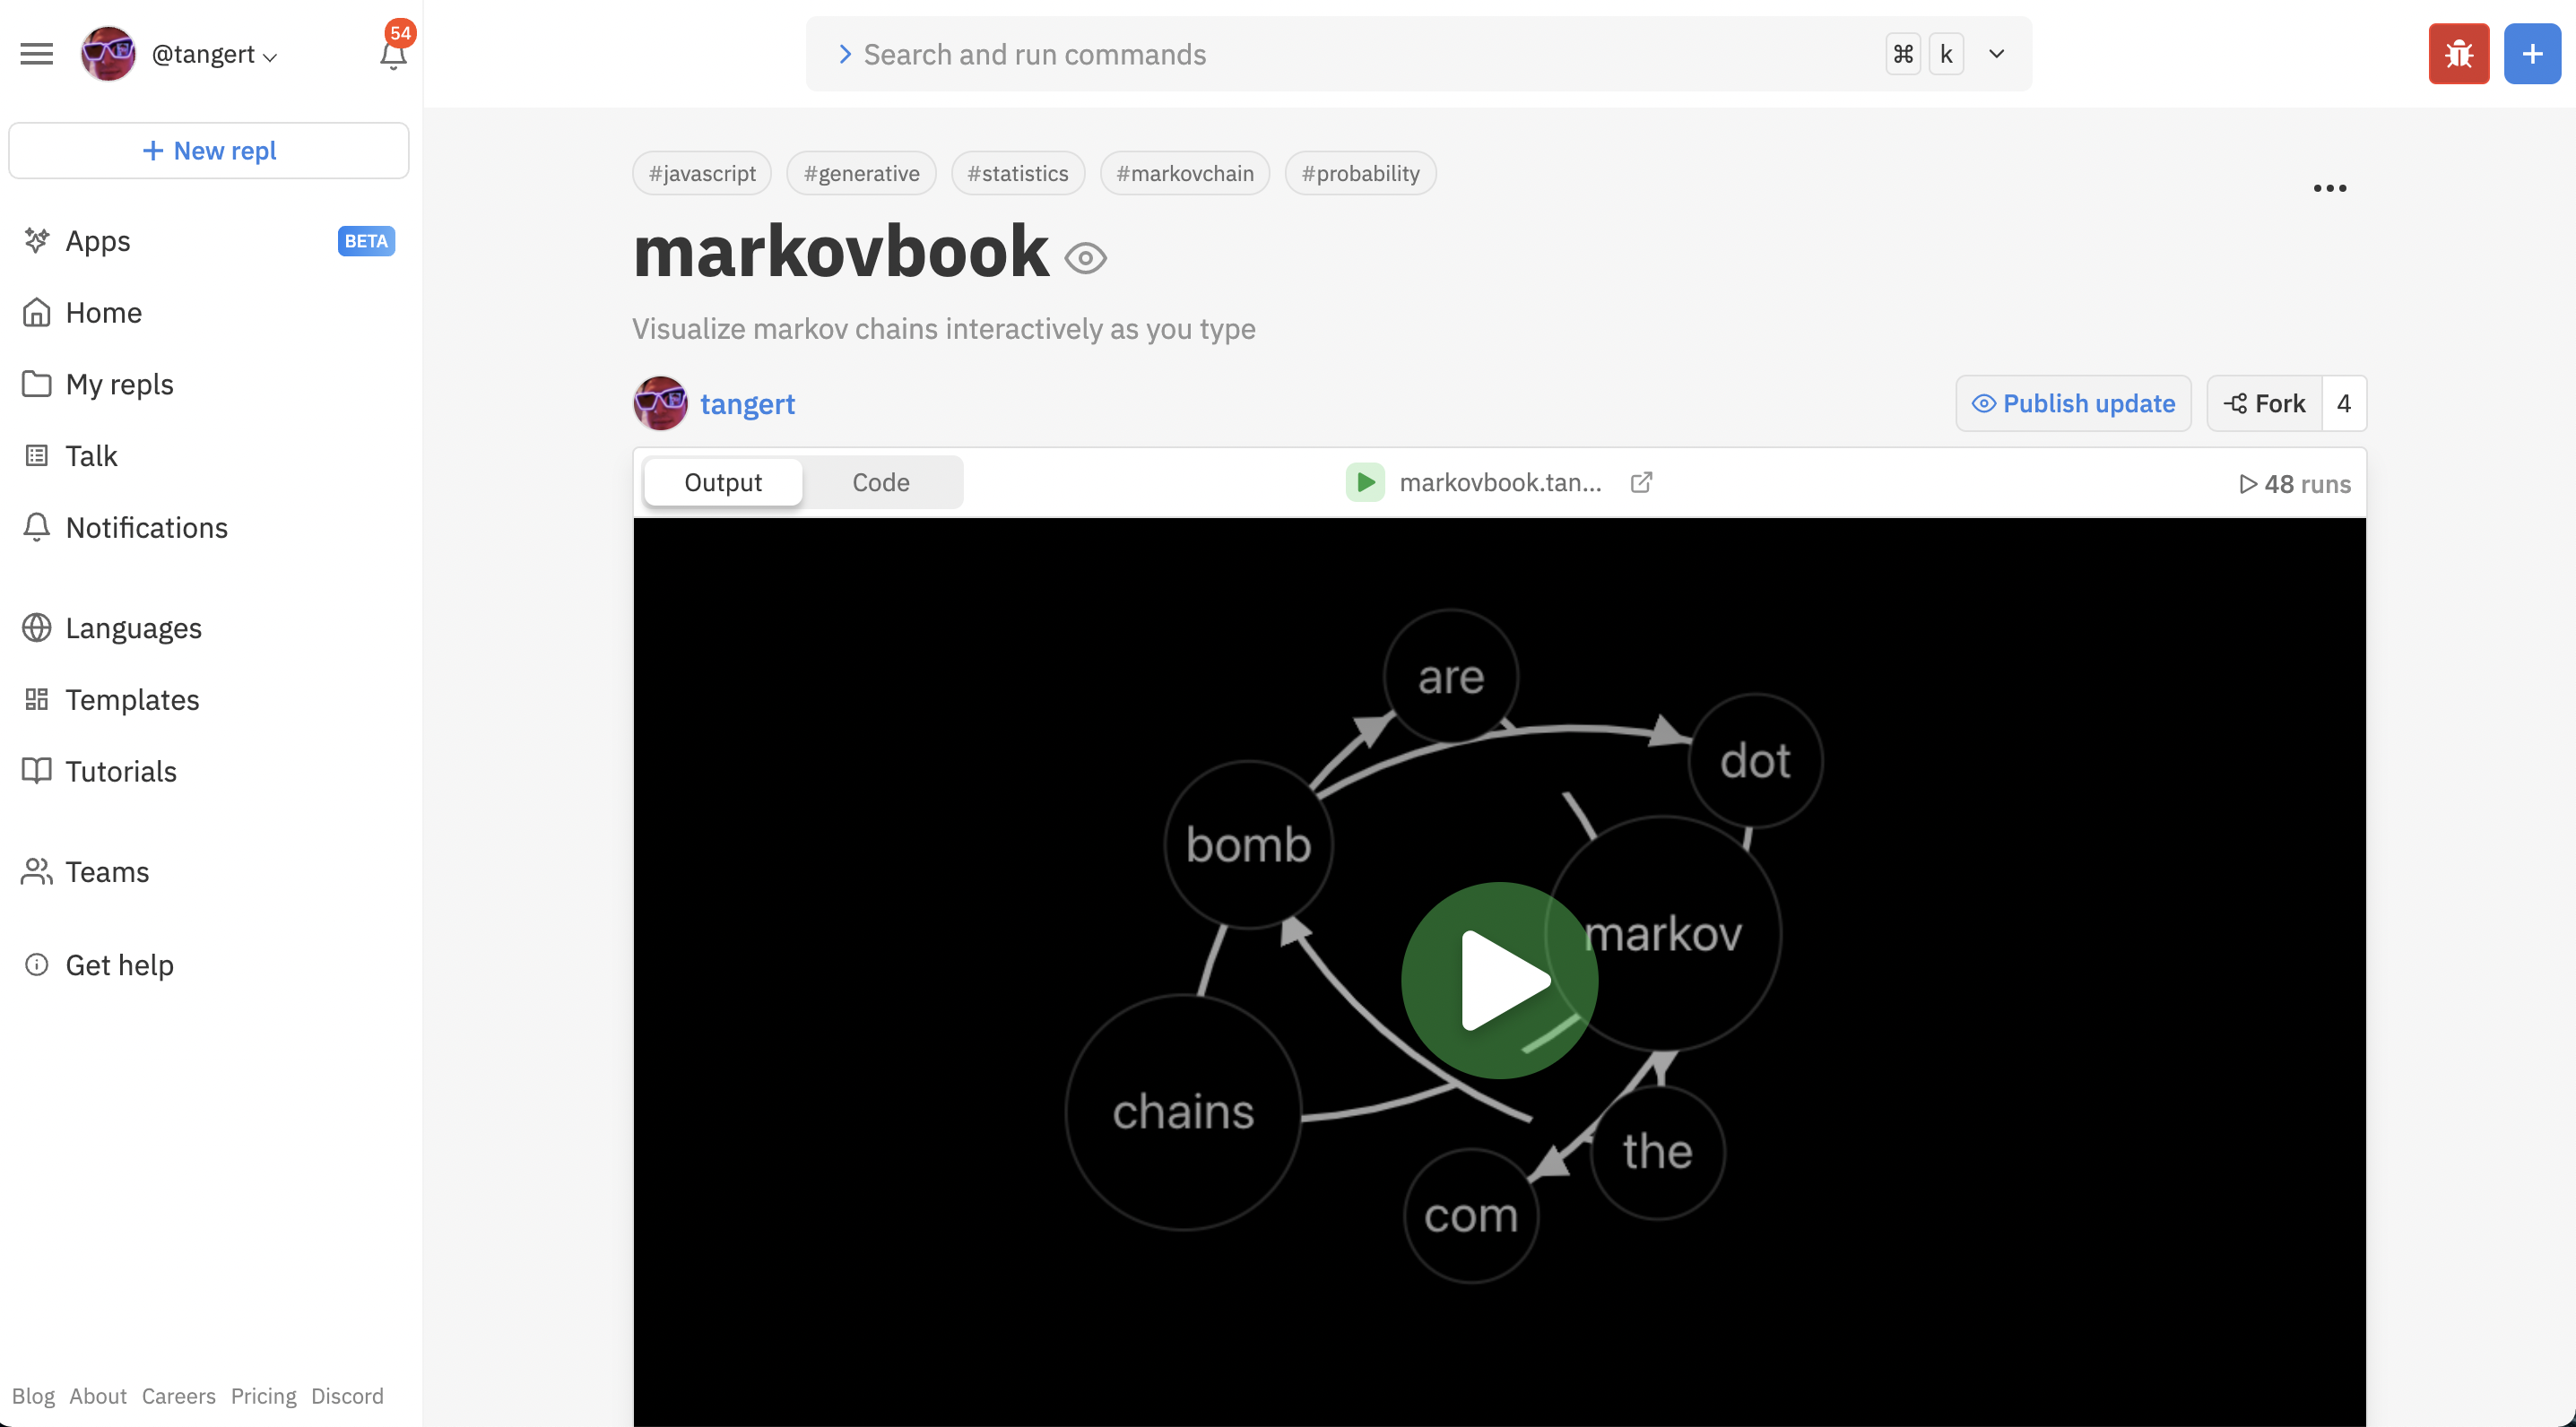 @tangert
54
Search and run commands
⌘ k
+ New repl
Apps BETA
Home
My repls
Talk
Notifications
Languages
Templates
Tutorials
Teams
Get help
Blog About Careers Pricing Discord
#javascript #generative #statistics #markovchain #probability
markovbook
Visualize markov chains interactively as you type
tangert
Publish update
Fork 4
Output Code
markovbook.tan...
48 runs
are
dot
bomb
markov
chains
the
com